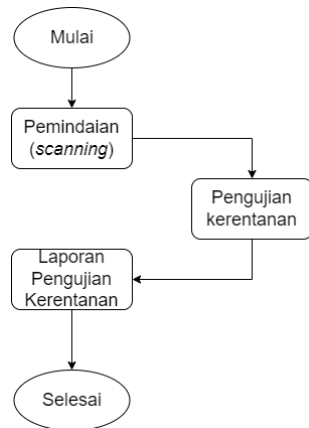 Mulai
Pemindaian
(scanning)
Pengujian
kerentanan
Laporan
Pengujian
Kerentanan
Selesai